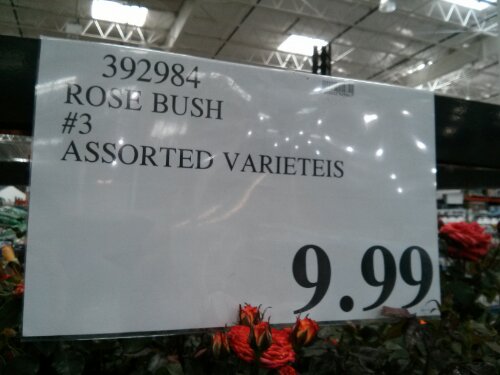 392984
ROSE BUSH
#3
ASSORTED VARIETEIS
9.99